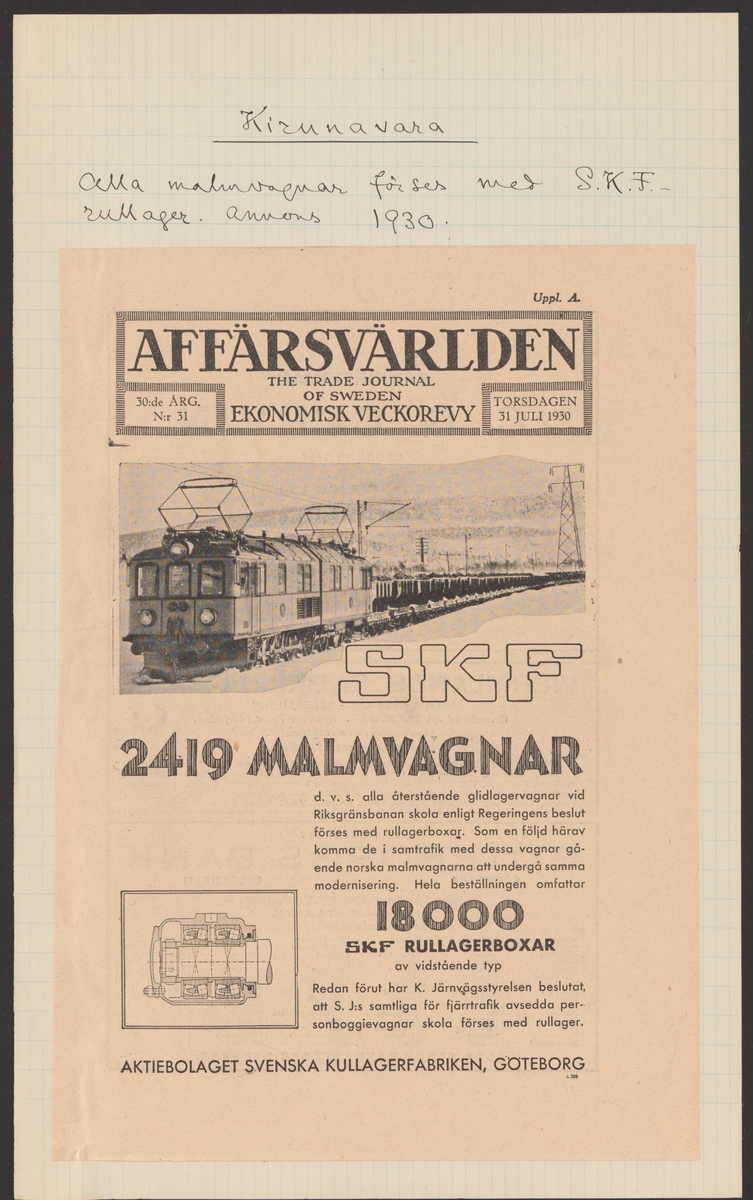 Kirunavara
Alla malmvagnar förses med S.K.F.-
rullager. Annons 1930.
Uppl. A.
AFFÄRSVÄRLDEN
THE TRADE JOURNAL
OF SWEDEN
EKONOMISK VECKOREVY
30:de ÅRG.
N:r 31
TORSDAGEN
31 JULI 1930
SKF
2419 MALMVAGNAR
d. v. s. alla återstående glidlagervagnar vid
Riksgränsbanan skola enligt Regeringens beslut
förses med rullagerboxar. Som en följd härav
komma de i samtrafik med dessa vagnar gå-
ende norska malmvagnarna att undergå samma
modernisering. Hela beställningen omfattar
18000
SKF RULLAGERBOXAR
av vidstående typ
Redan förut har K. Järnvägsstyrelsen beslutat,
att S. J:s samtliga för fjärrtrafik avsedda per-
sonboggievagnar skola förses med rullager.
AKTIEBOLAGET SVENSKA KULLAGERFABRIKEN, GÖTEBORG